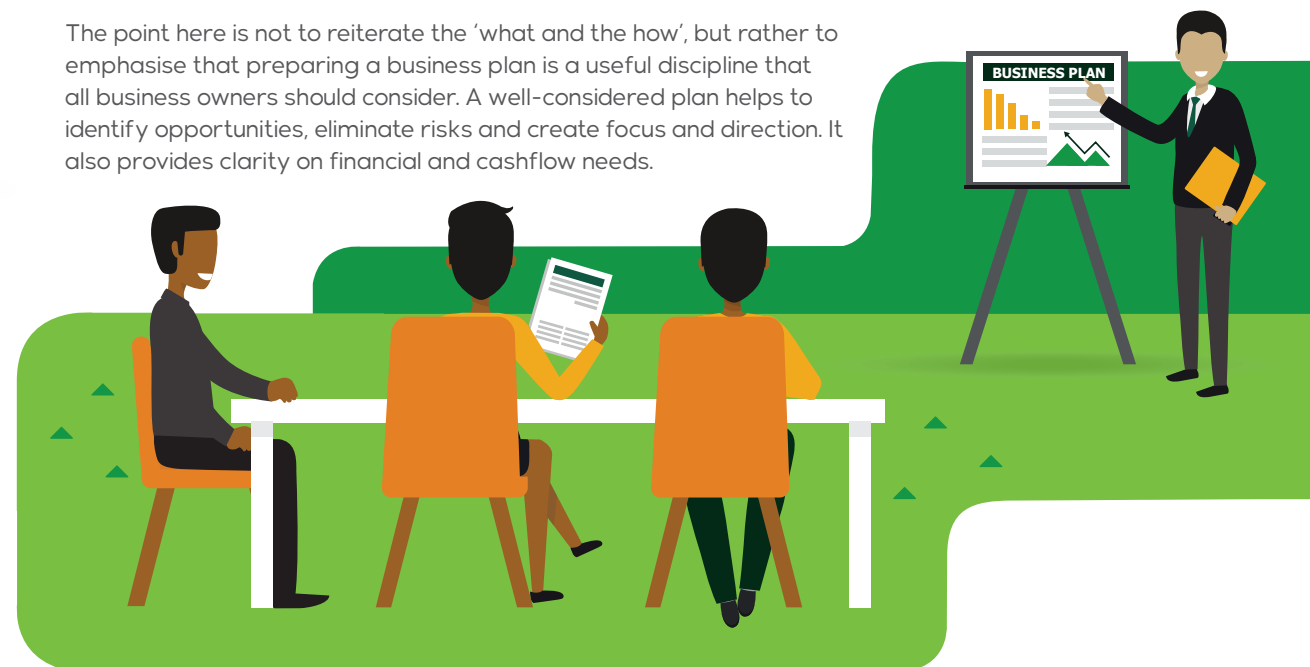 The point here is not to reiterate the ‘what and the how’, but rather to
emphasise that preparing a business plan is a useful discipline that
all business owners should consider. A well-considered plan helps to
identify opportunities, eliminate risks and create focus and direction. It
also provides clarity on financial and cashflow needs.
BUSINESS PLAN